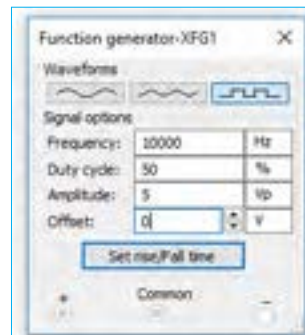 Function generator-XFG1
Waveforms
Signal options
Frequency: 10000 Hz
Duty cycle: 50 %
Amplitude: 5 Vp
Offset: 0 V
Set rise/Fall time
+ Common -